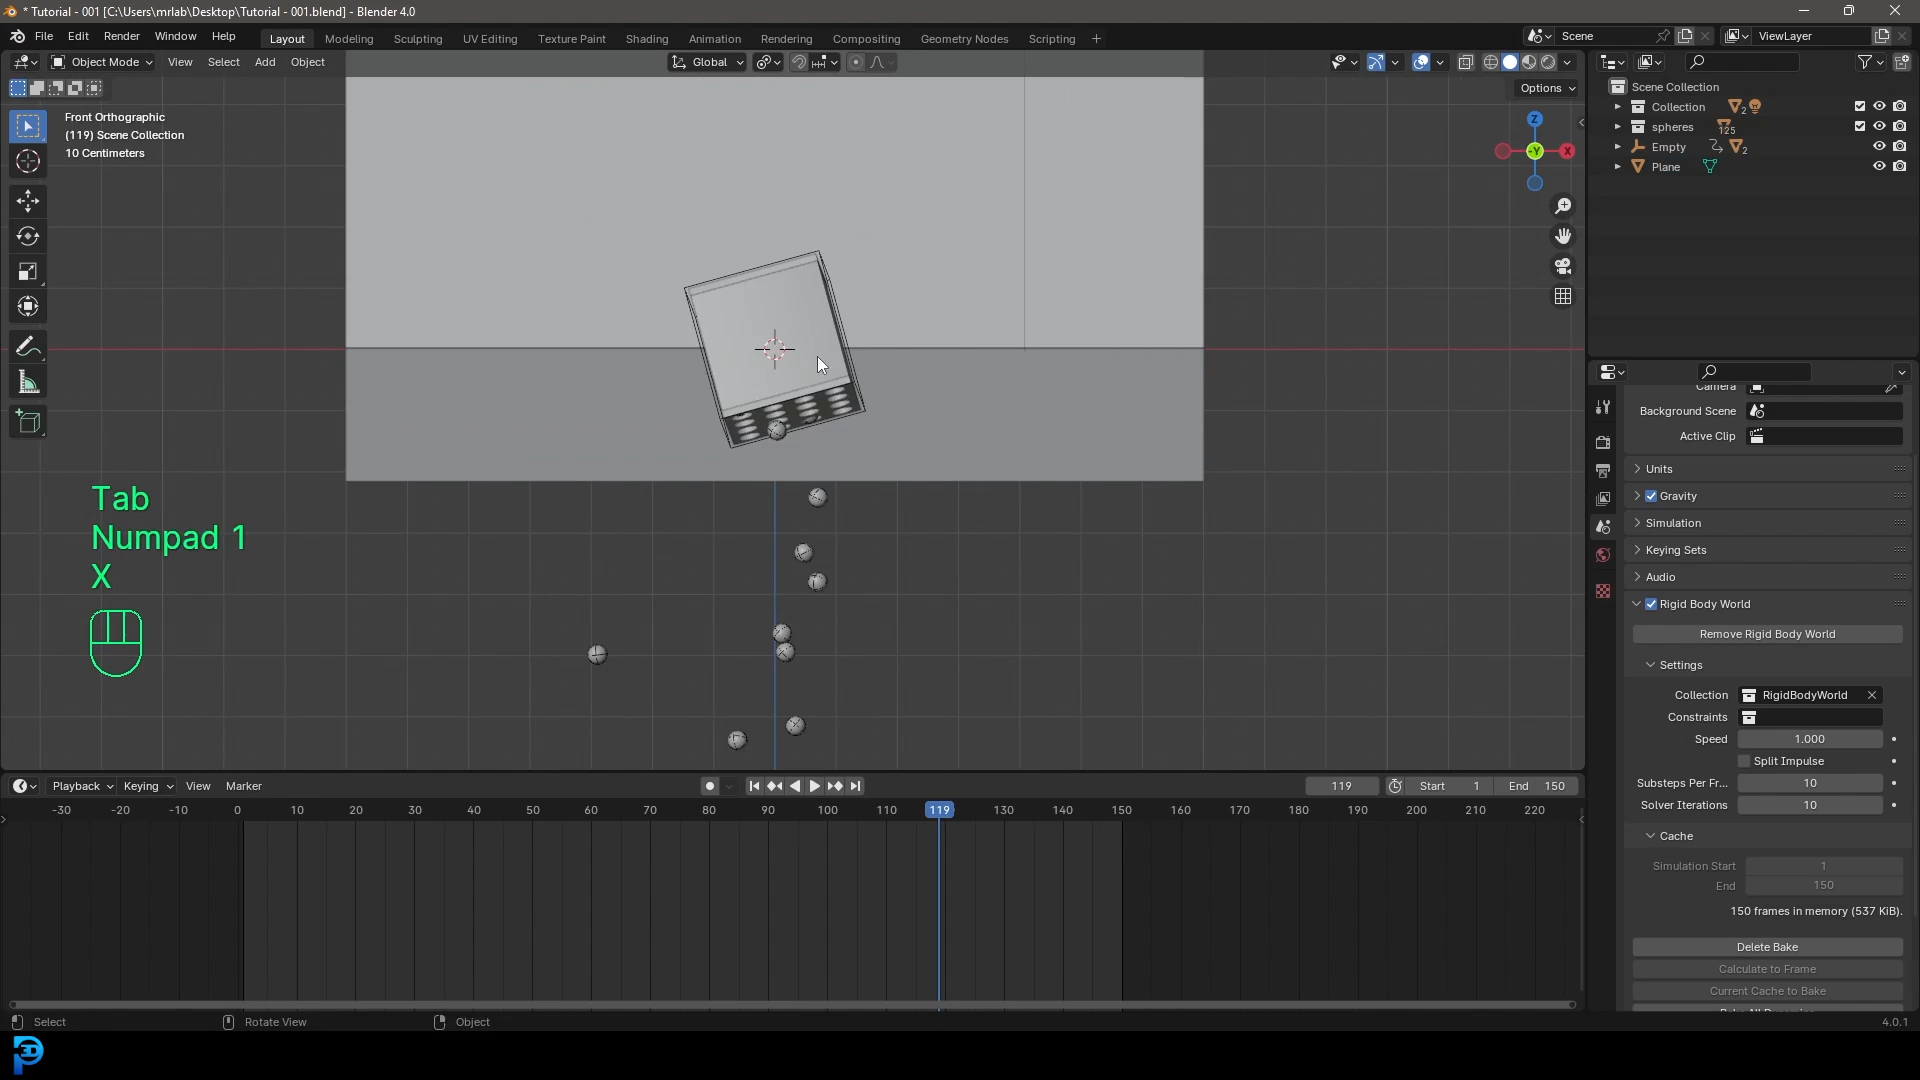 * Tutorial - 001 [C:\Users\mrlab\Desktop\Tutorial - 001.blend] - Blender 4.0
File Edit Render Window Help Layout Modeling Sculpting UV Editing Texture Paint Shading Animation Rendering Compositing Geometry Nodes Scripting + Scene ViewLayer
Object Mode View Select Add Object Global
Options
Front Orthographic
(119) Scene Collection
10 Centimeters
Z
-Y X
Scene Collection
Collection 2
spheres 125
Empty 2
Plane
Tab
Numpad 1
X
Camera
Background Scene
Active Clip
Units
Gravity
Simulation
Keying Sets
Audio
Rigid Body World
Remove Rigid Body World
Settings
Collection RigidBodyWorld
Constraints
Speed 1.000
Split Impulse
Substeps Per Fr... 10
Solver Iterations 10
Cache
Simulation Start 1
End 150
150 frames in memory (537 KiB).
Delete Bake
Calculate to Frame
Current Cache to Bake
Bake All Dynamics
Playback Keying View Marker 119 Start 1 End 150
-30 -20 -10 0 10 20 30 40 50 60 70 80 90 100 110 119 130 140 150 160 170 180 190 200 210 220
Select Rotate View Object 4.0.1
3D